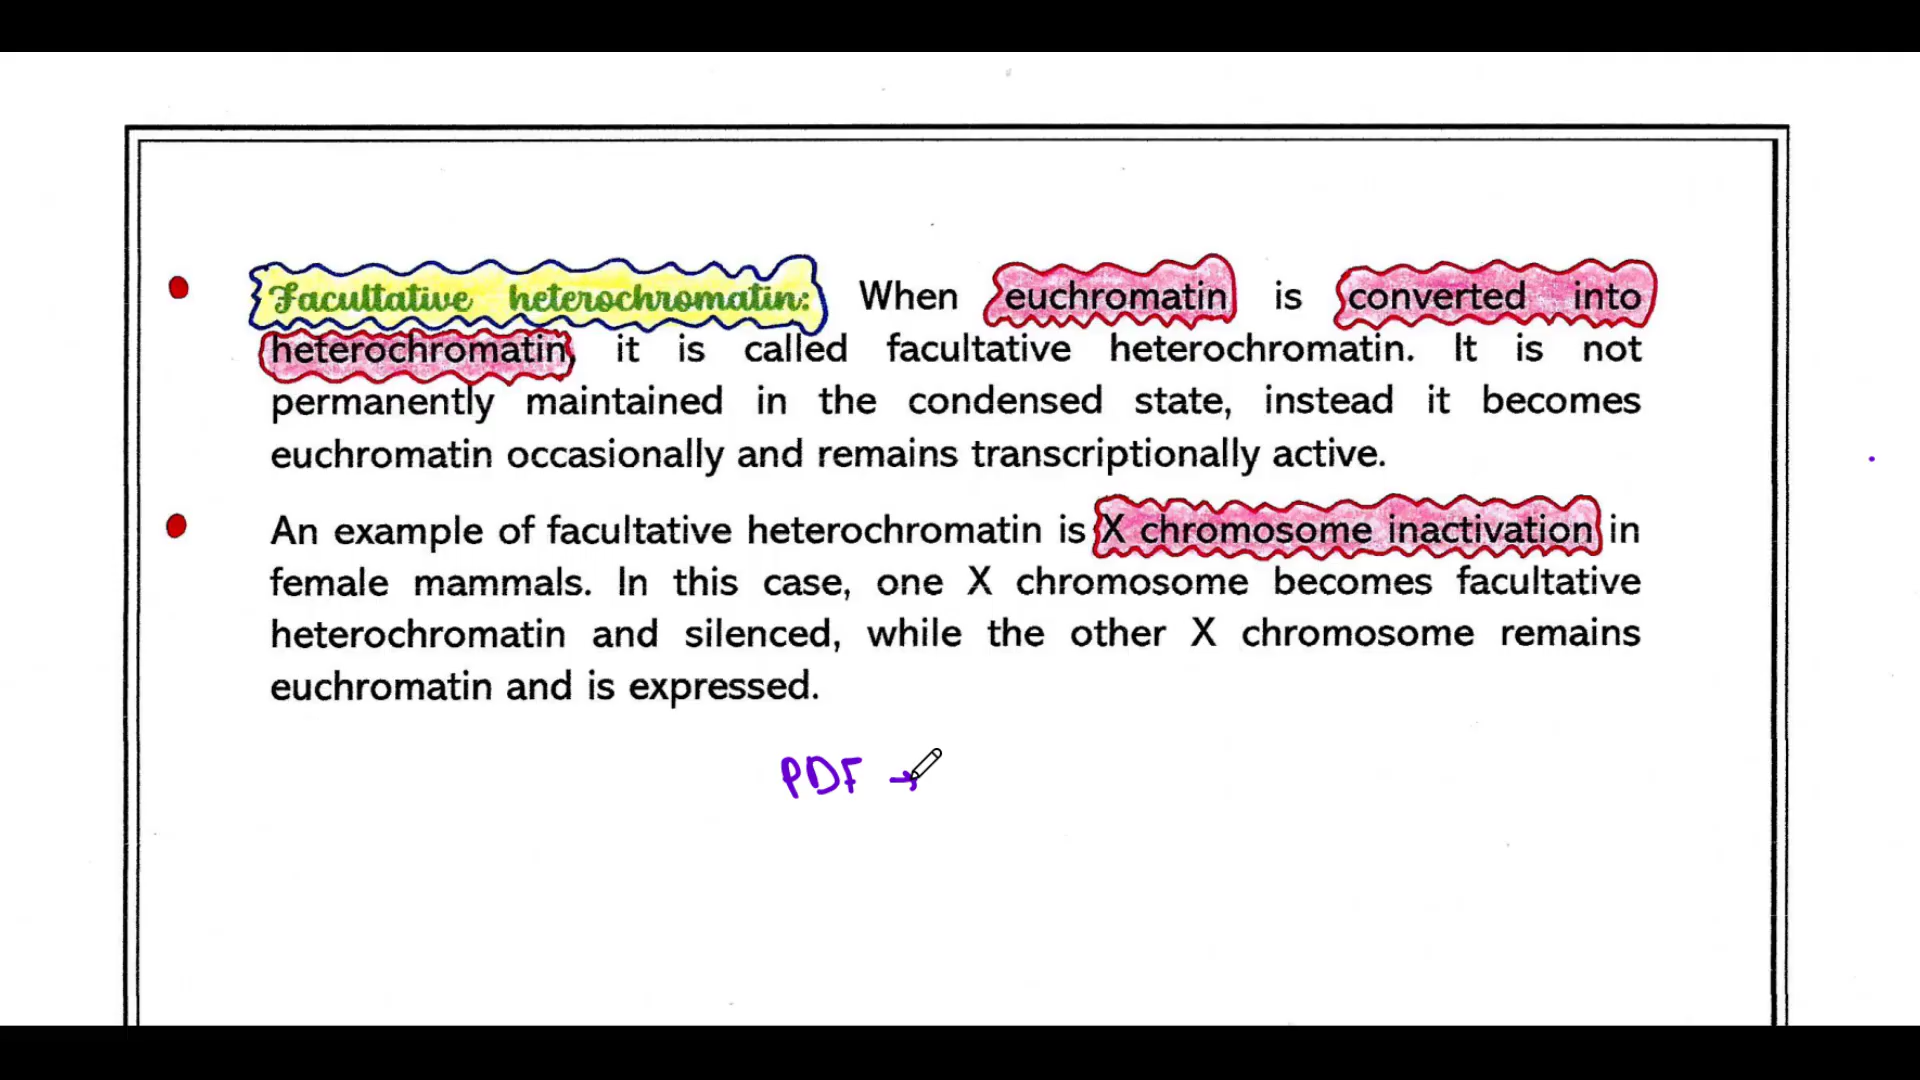 Facultative heterochromatin: When euchromatin is converted into
heterochromatin, it is called facultative heterochromatin. It is not
permanently maintained in the condensed state, instead it becomes
euchromatin occasionally and remains transcriptionally active.
An example of facultative heterochromatin is X chromosome inactivation in
female mammals. In this case, one X chromosome becomes facultative
heterochromatin and silenced, while the other X chromosome remains
euchromatin and is expressed.
PDF →